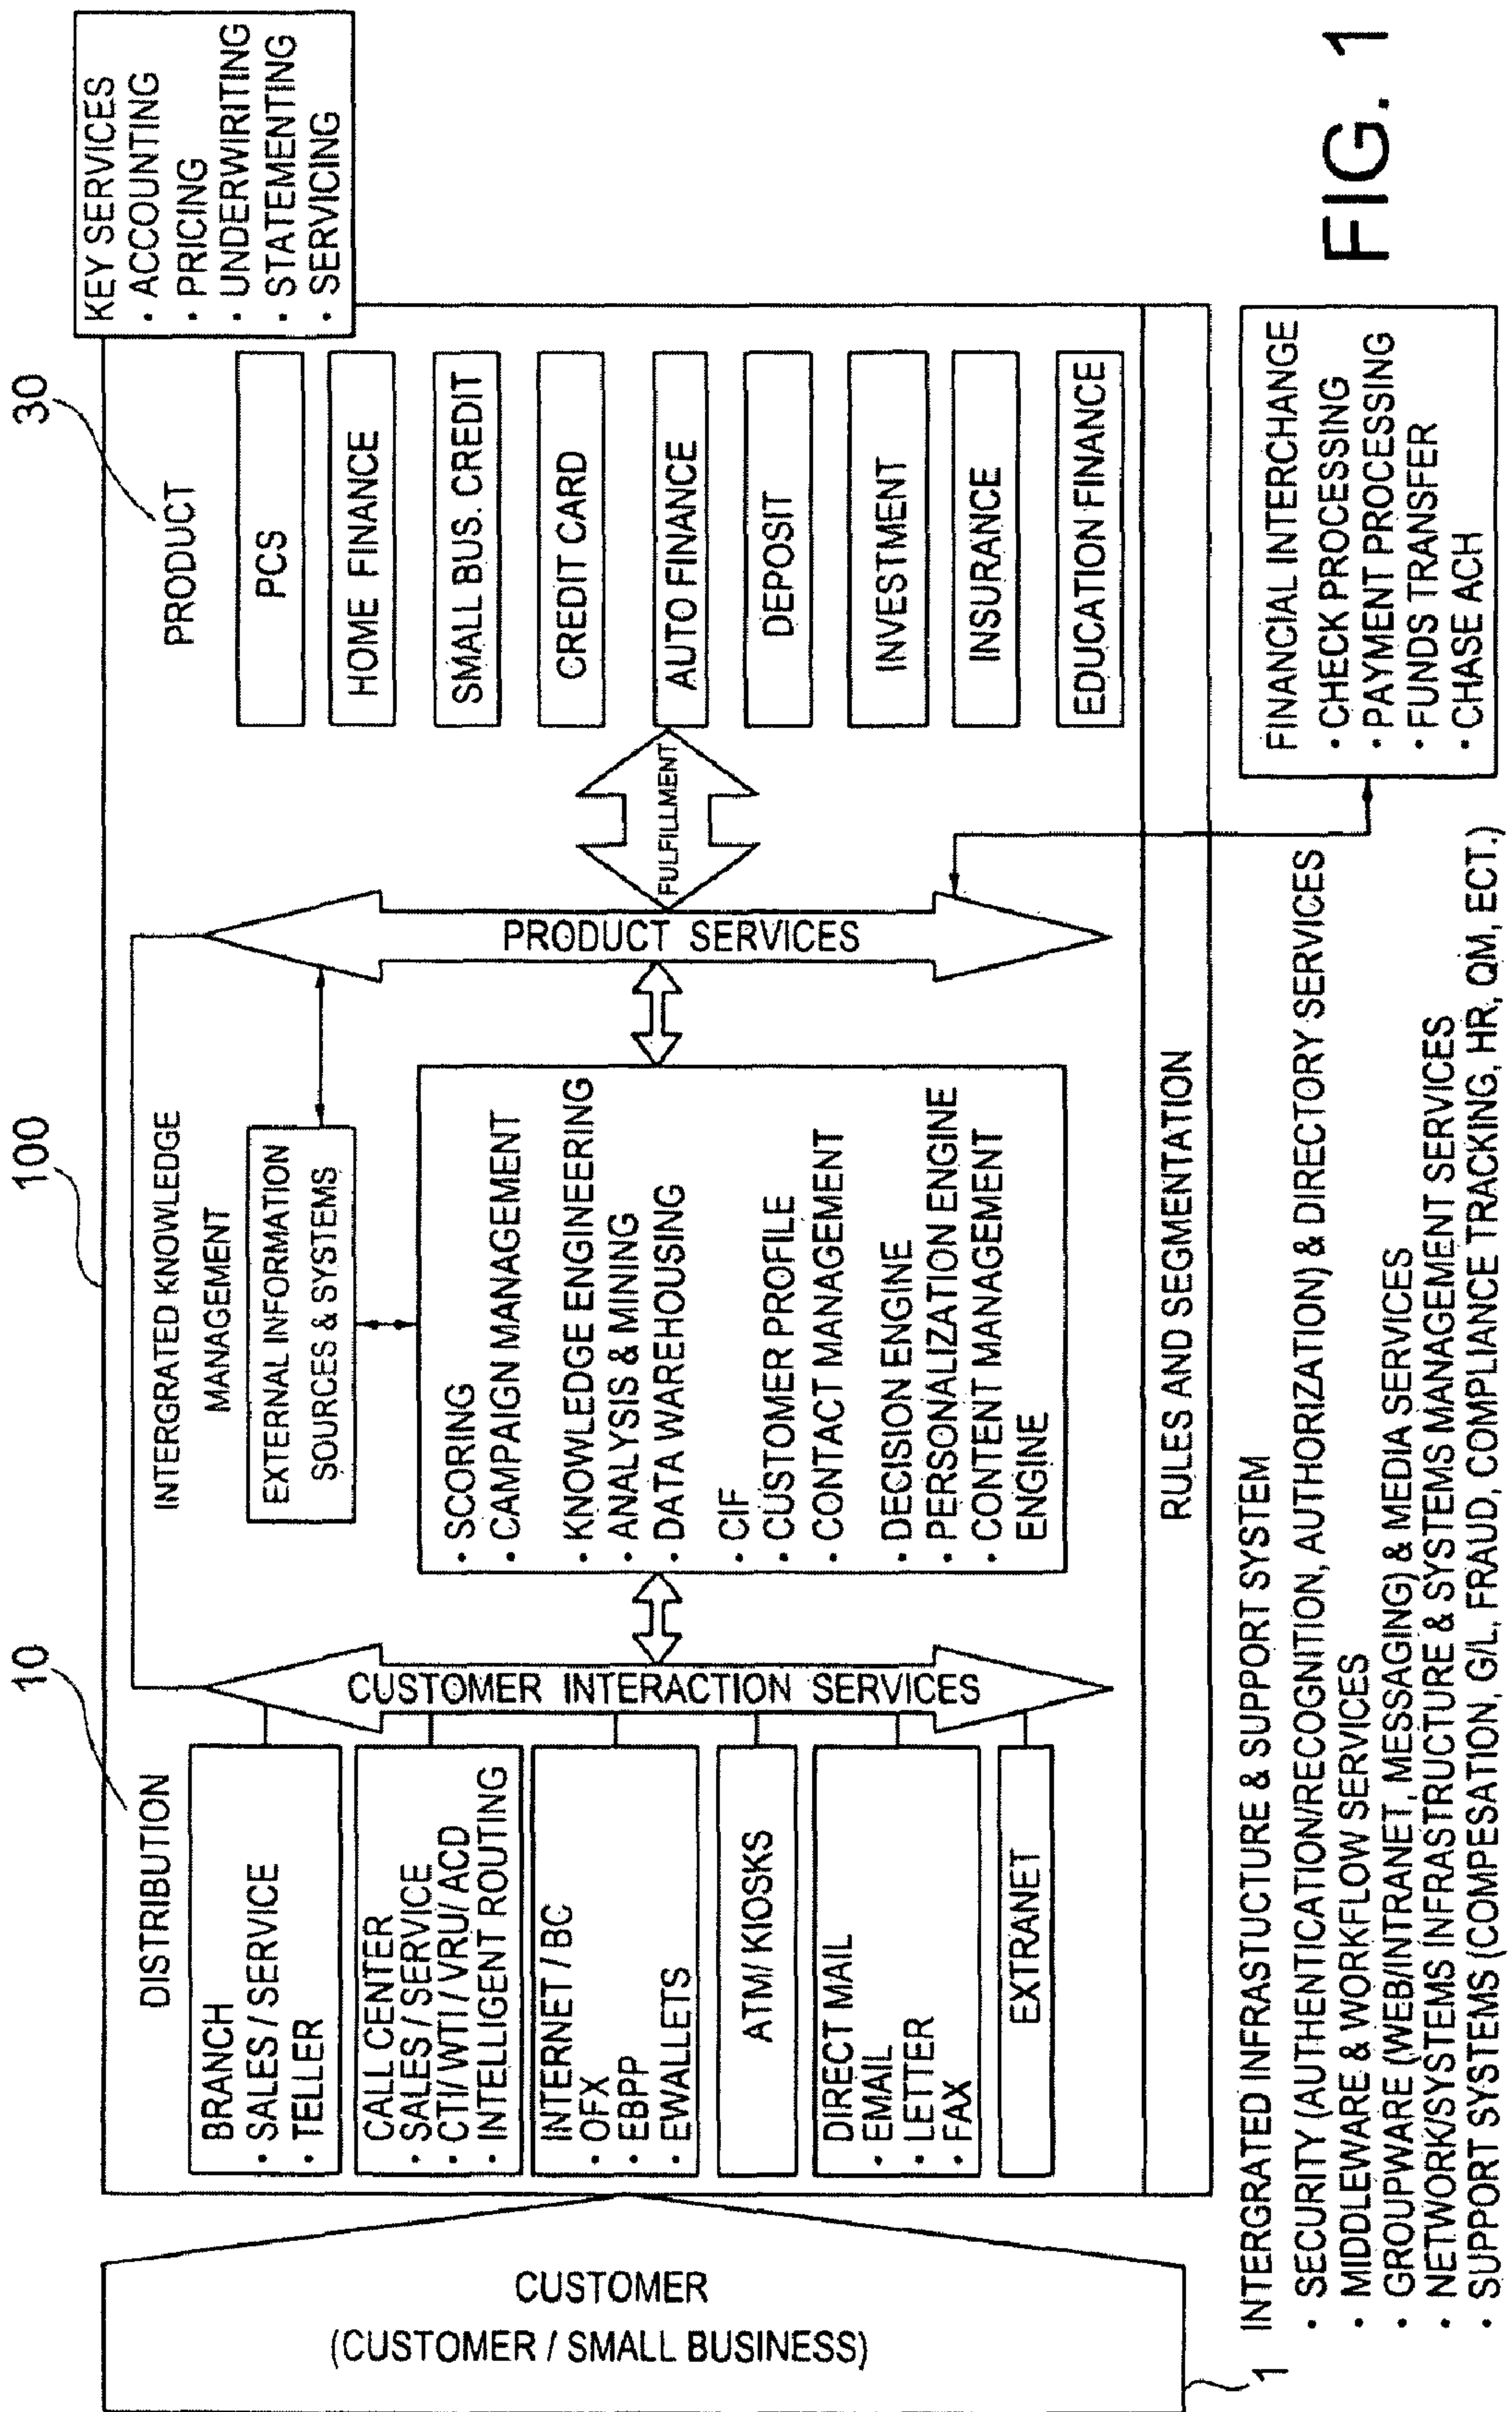 10
100
30
DISTRIBUTION
INTERGRATED KNOWLEDGE
MANAGEMENT
PRODUCT
KEY SERVICES
• ACCOUNTING
• PRICING
• UNDERWIRITING
• STATEMENTING
• SERVICING
CUSTOMER
(CUSTOMER / SMALL BUSINESS)
1
BRANCH
• SALES / SERVICE
• TELLER
CALL CENTER
• SALES / SERVICE
• CTI/ WTI / VRU/ ACD
• INTELLIGENT ROUTING
INTERNET / BC
• OFX
• EBPP
• EWALLETS
ATM/ KIOSKS
DIRECT MAIL
• EMAIL
• LETTER
• FAX
EXTRANET
CUSTOMER INTERACTION SERVICES
EXTERNAL INFORMATION
SOURCES & SYSTEMS
• SCORING
• CAMPAIGN MANAGEMENT
• KNOWLEDGE ENGINEERING
• ANALYSIS & MINING
• DATA WAREHOUSING
• CIF
• CUSTOMER PROFILE
• CONTACT MANAGEMENT
• DECISION ENGINE
• PERSONALIZATION ENGINE
• CONTENT MANAGEMENT
ENGINE
PRODUCT SERVICES
FULFILLMENT
PCS
HOME FINANCE
SMALL BUS. CREDIT
CREDIT CARD
AUTO FINANCE
DEPOSIT
INVESTMENT
INSURANCE
EDUCATION FINANCE
RULES AND SEGMENTATION
INTERGRATED INFRASTUCTURE & SUPPORT SYSTEM
• SECURITY (AUTHENTICATION/RECOGNITION, AUTHORIZATION) & DIRECTORY SERVICES
• MIDDLEWARE & WORKFLOW SERVICES
• GROUPWARE (WEB/INTRANET, MESSAGING) & MEDIA SERVICES
• NETWORK/SYSTEMS INFRASTRUCTURE & SYSTEMS MANAGEMENT SERVICES
• SUPPORT SYSTEMS (COMPESATION, G/L, FRAUD, COMPLIANCE TRACKING, HR, QM, ECT.)
FINANCIAL INTERCHANGE
• CHECK PROCESSING
• PAYMENT PROCESSING
• FUNDS TRANSFER
• CHASE ACH
FIG. 1